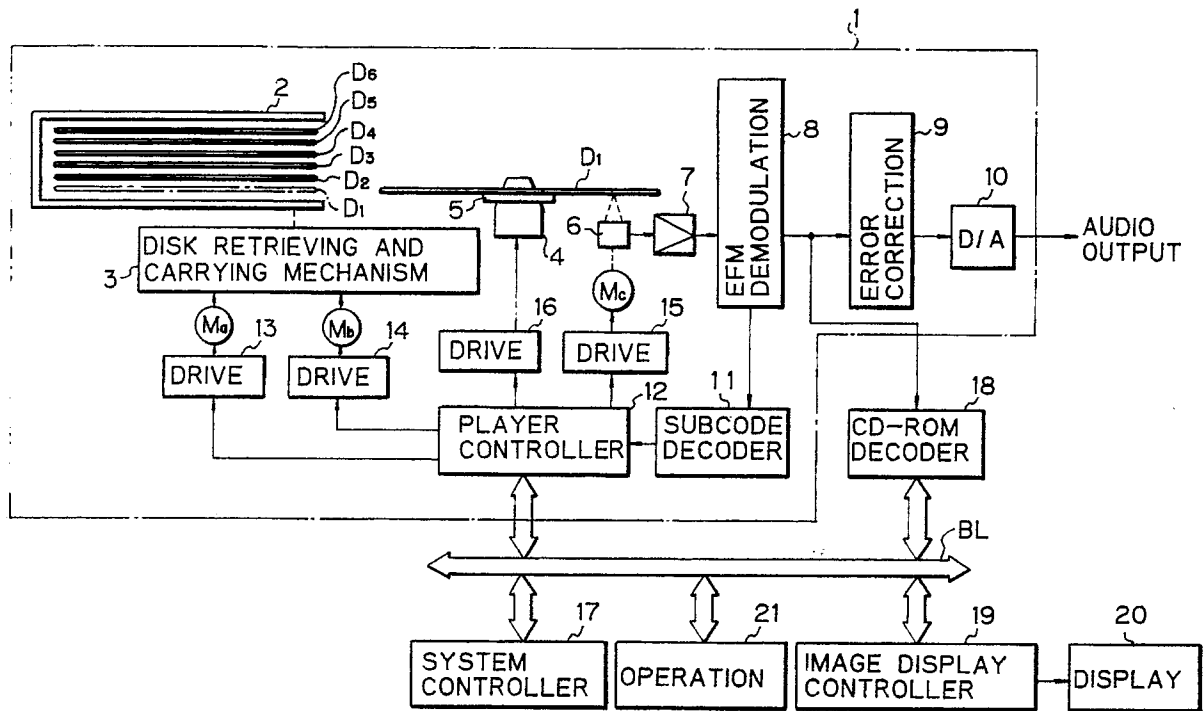 1
2
D6
D5
D4
D3
D2
D1
DISK RETRIEVING AND
CARRYING MECHANISM
3
Ma
Mb
13
14
DRIVE
DRIVE
D1
5
4
6
7
Mc
16
15
DRIVE
DRIVE
EFM
DEMODULATION
8
ERROR
CORRECTION
9
10
D/A
AUDIO
OUTPUT
12
PLAYER
CONTROLLER
11
SUBCODE
DECODER
18
CD-ROM
DECODER
BL
17
SYSTEM
CONTROLLER
21
OPERATION
19
IMAGE DISPLAY
CONTROLLER
20
DISPLAY